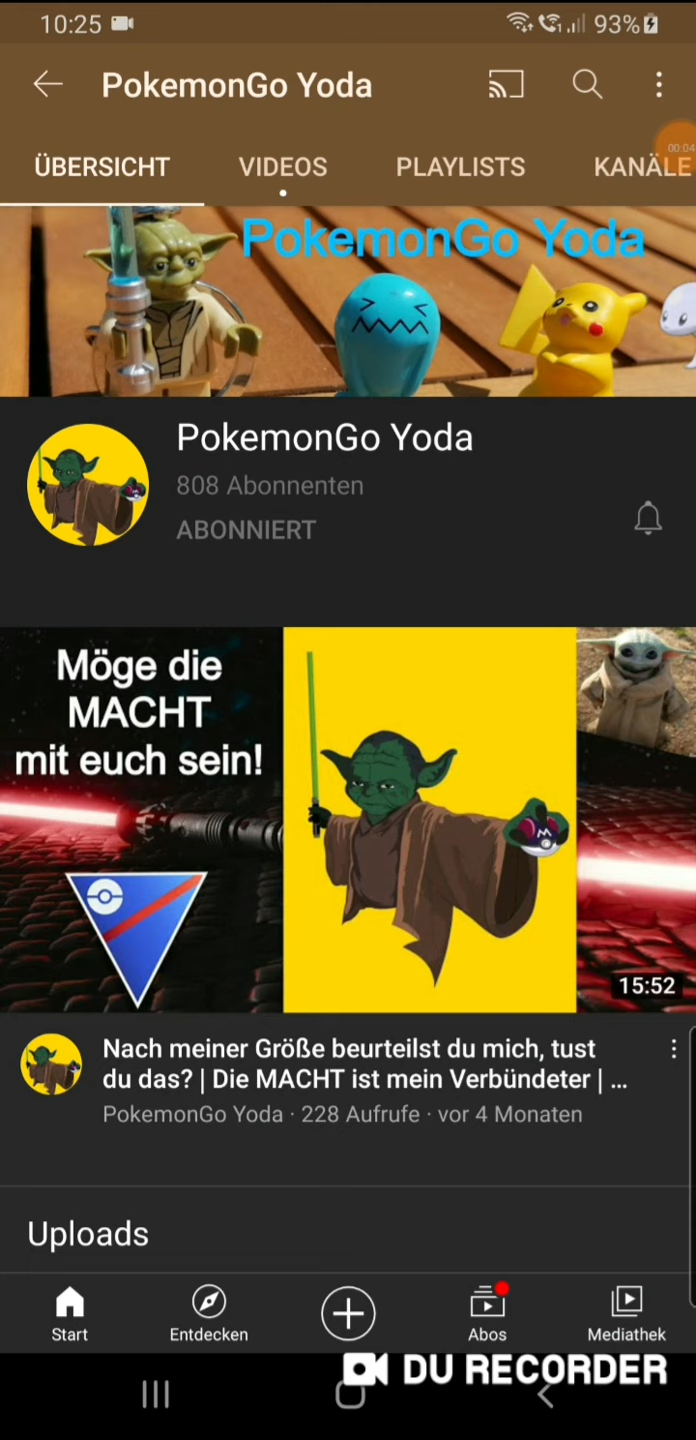 10:25 93%
PokemonGo Yoda
00:04
ÜBERSICHT VIDEOS PLAYLISTS KANÄLE
PokemonGo Yoda
PokemonGo Yoda
808 Abonnenten
ABONNIERT
Möge die
MACHT
mit euch sein!
M
15:52
Nach meiner Größe beurteilst du mich, tust
du das? | Die MACHT ist mein Verbündeter | ...
PokemonGo Yoda · 228 Aufrufe · vor 4 Monaten
Uploads
Start Entdecken Abos Mediathek
DU RECORDER